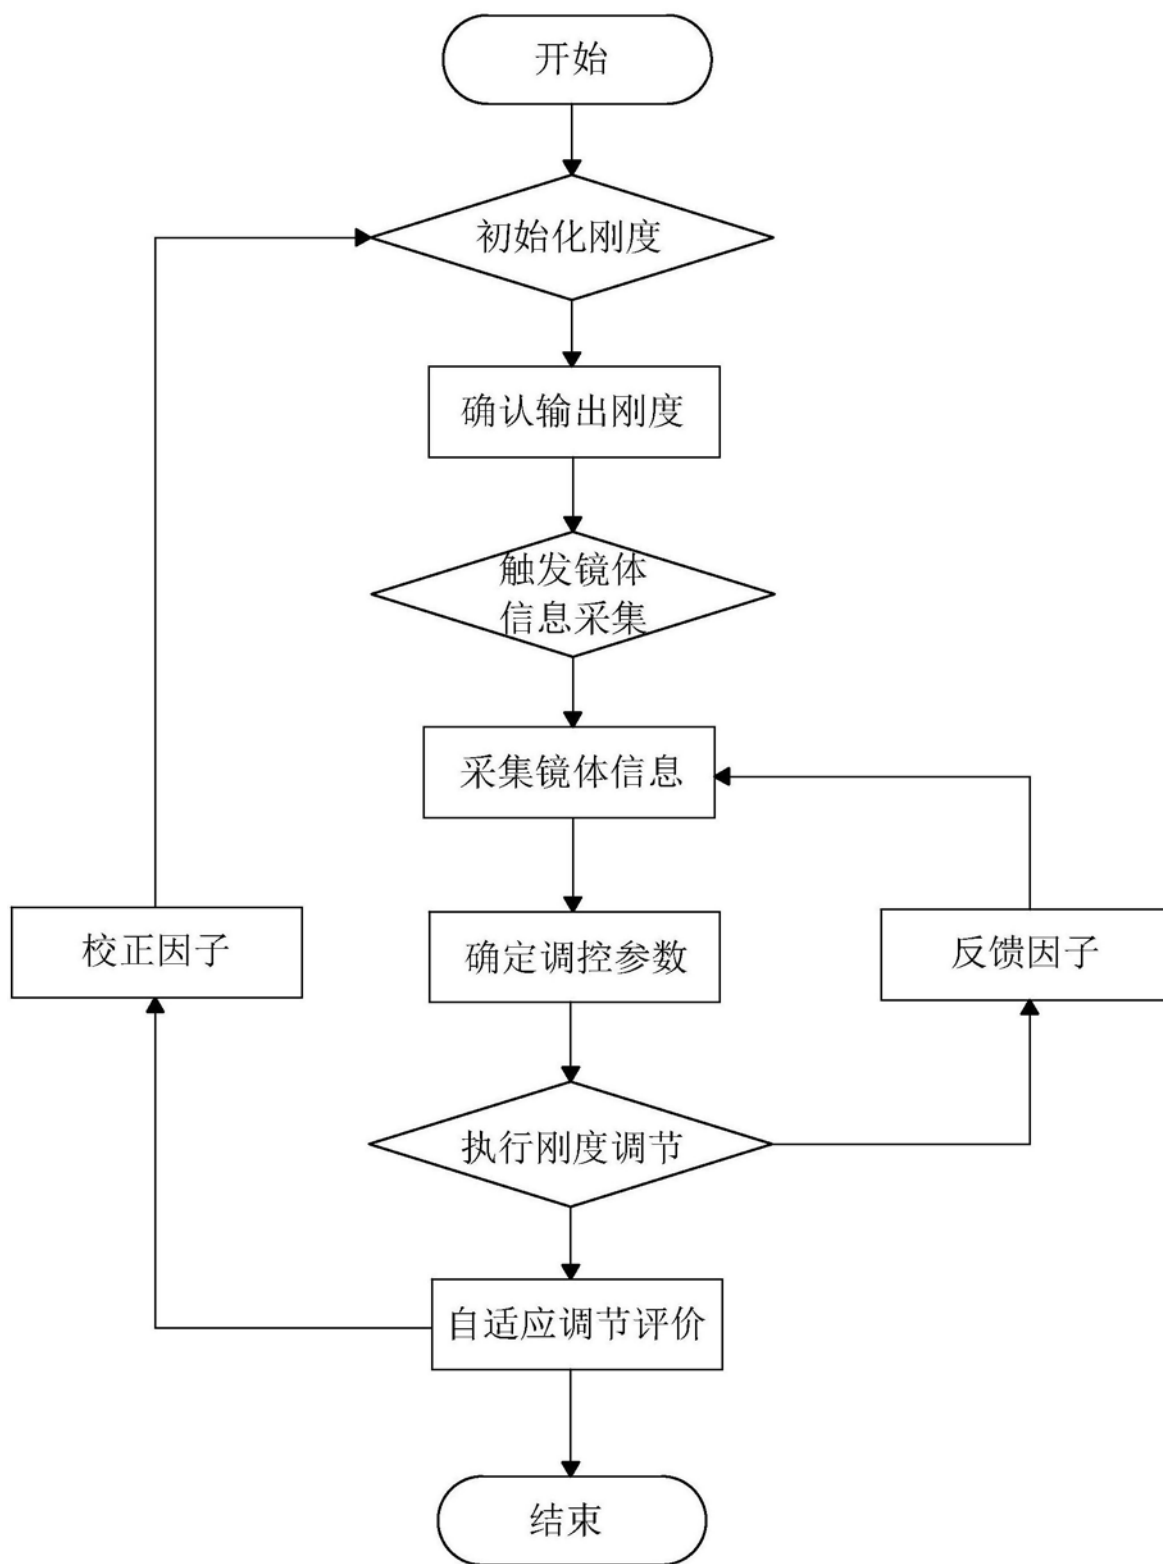 开始
初始化刚度
确认输出刚度
触发镜体
信息采集
采集镜体信息
校正因子
确定调控参数
反馈因子
执行刚度调节
自适应调节评价
结束